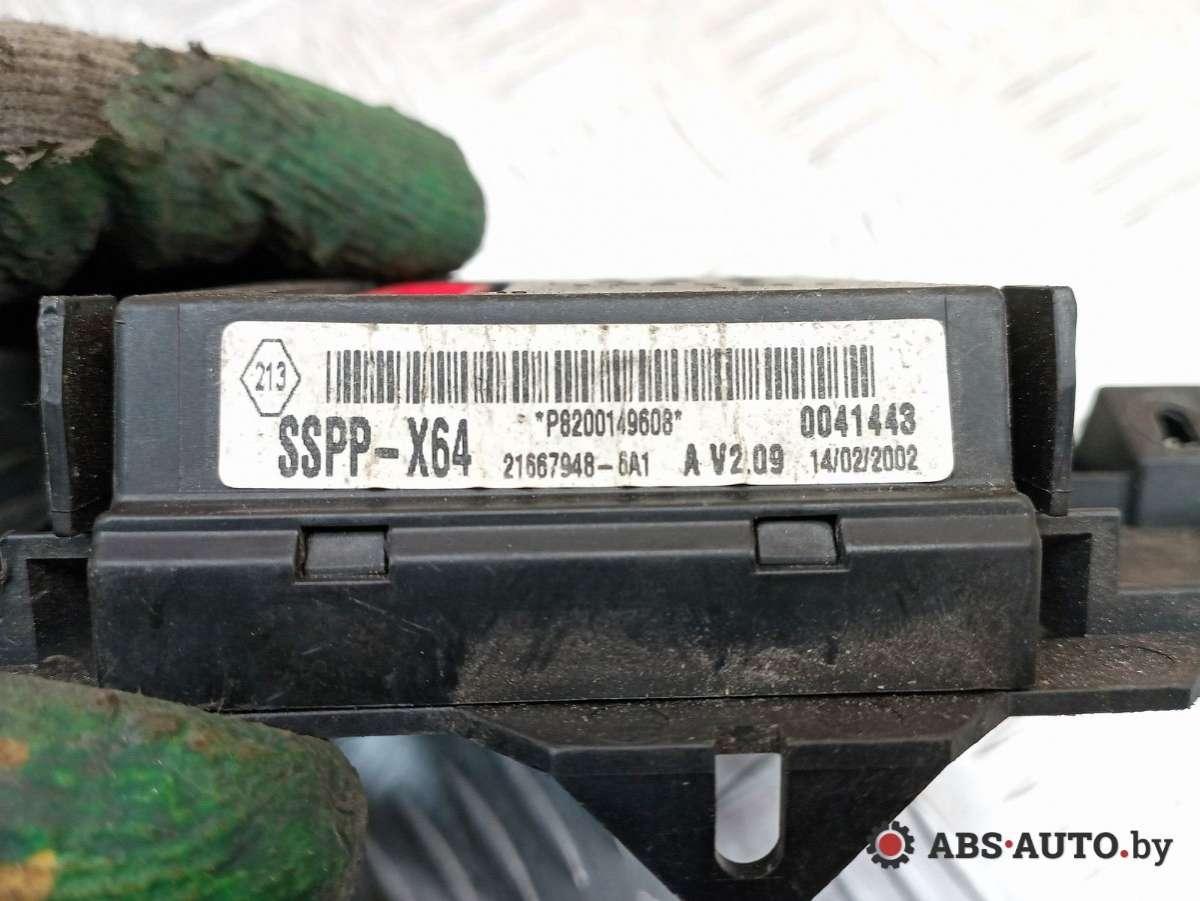 213
*P8200149608* 0041443
SSPP-X64 21667948-6A1 A V2.09 14/02/2002
ABS·AUTO.by